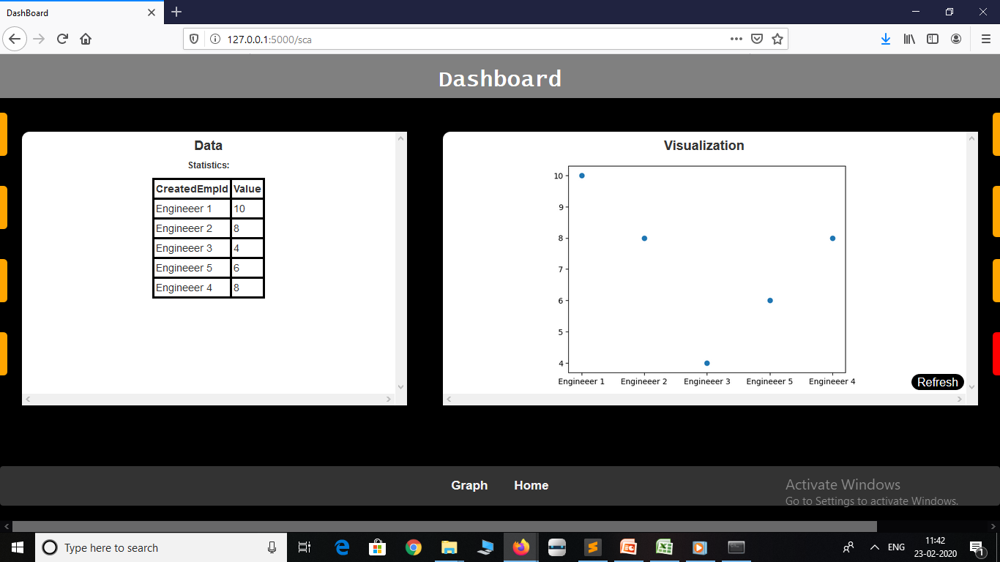 DashBoard
127.0.0.1:5000/sca
Dashboard
Data
Statistics:
CreatedEmpId Value
Engineeer 1 10
Engineeer 2 8
Engineeer 3 4
Engineeer 5 6
Engineeer 4 8
Visualization
10
9
8
7
6
5
4
Engineeer 1 Engineeer 2 Engineeer 3 Engineeer 5 Engineeer 4
Refresh
Graph Home
Activate Windows
Go to Settings to activate Windows.
Type here to search
ENG
11:42
23-02-2020
1